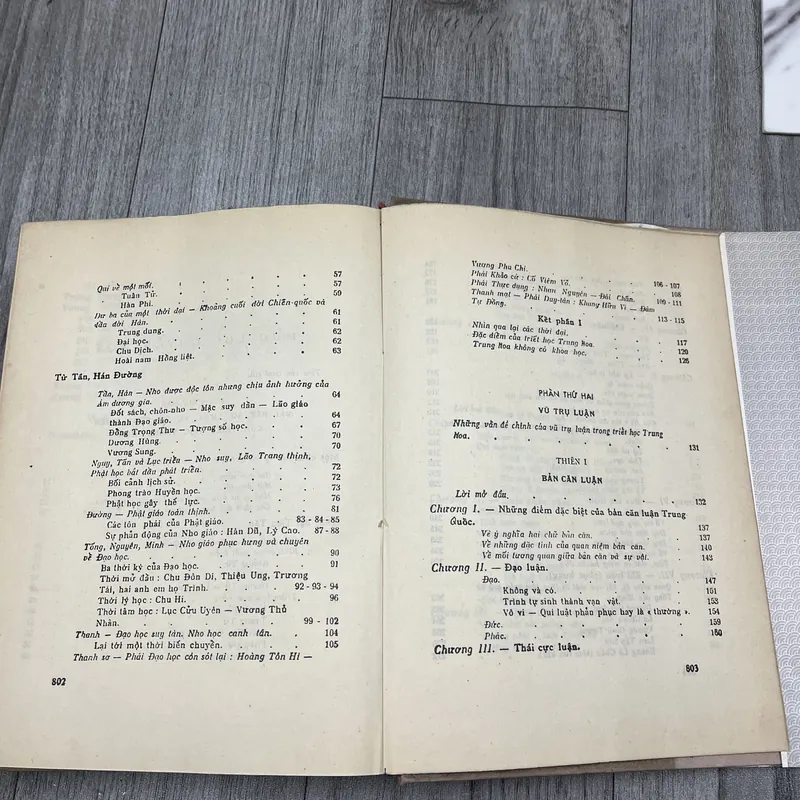 Qui về một mối. 57
Tuân Tử. 57
Hàn Phi. 59
Dư ba của một thời đại — Khoảng cuối đời Chiến-quốc và
đầu đời Hán. 61
Trung dung. 61
Đại học. 62
Chu Dịch. 62
Hoài nam Hồng liệt. 63
Từ Tần, Hán Đường
Tần, Hán — Nho được độc tôn nhưng chịu ảnh hưởng của
Âm dương gia. 64
Đốt sách, chôn-nho — Mặc suy dần — Lão giáo
thành Đạo giáo. 64
Đổng Trọng Thư — Tượng số học. 67
Dương Hùng. 70
Vương Sung. 70
Ngụy, Tấn và Lục triều — Nho suy, Lão Trang thịnh,
Phật học bắt đầu phát triển. 72
Bối cảnh lịch sử. 72
Phong trào Huyền học. 73
Phật học gây thế lực. 76
Đường — Phật giáo toàn thịnh. 81
Các tôn phái của Phật giáo. 83 - 84 - 85
Sự phản động của Nho giáo : Hàn Dũ, Lý Cao. 87 - 88
Tống, Nguyên, Minh — Nho giáo phục hưng và chuyên
về Đạo học. 90
Ba thời kỳ của Đạo học. 91
Thời mở đầu : Chu Đôn Di, Thiệu Ung, Trương
Tái, hai anh em họ Trình. 92 - 93 - 94
Thời lý học : Chu Hi. 96
Thời tâm học : Lục Cửu Uyên — Vương Thủ
Nhân. 99 - 102
Thanh — Đạo học suy tàn, Nho học canh tân. 104
Lại tới một thời biến chuyển. 105
Thanh sơ — Phái Đạo học còn sót lại : Hoàng Tôn Hi —
802
Vương Phu Chi. 106 - 107
Phái Khảo cứ : Cố Viêm Võ. 108
Phái Thực dụng : Nhan Nguyên — Đái Chấn. 109 - 111
Thanh mạt — Phái Duy-tân : Khang Hữu Vi — Đàm
Tự Đồng. 113 - 115
Kết phần I
Nhìn qua lại các thời đại. 117
Đặc điểm của triết học Trung Hoa. 120
Trung Hoa không có khoa học. 125
PHẦN THỨ HAI
VŨ TRỤ LUẬN
Những vấn đề chính của vũ trụ luận trong triết học Trung
Hoa. 131
THIÊN I
BẢN CĂN LUẬN
Lời mở đầu. 132
Chương I. — Những điểm đặc biệt của bản căn luận Trung
Quốc. 137
Về ý nghĩa hai chữ bản căn. 137
Về những đặc tính của quan niệm bản căn. 140
Về mối tương quan giữa bản căn và sự vật. 143
Chương II. — Đạo luận.
Đạo. 147
Không và có. 151
Trình tự sinh thành vạn vật. 153
Vô vi — Qui luật phản phục hay là « thường ». 154
Đức. 159
Phác. 160
Chương III. — Thái cực luận.
803